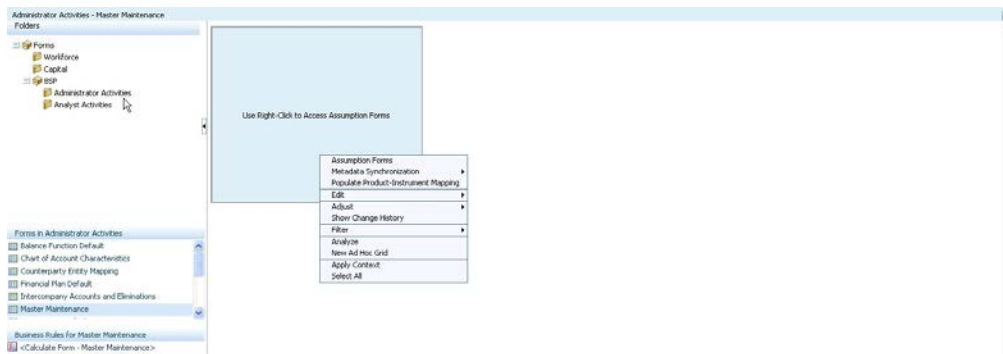 Administrator Activities - Master Maintenance
Folders
Forms
Workforce
Capital
BSP
Administrator Activities
Analyst Activities
Use Right-Click to Access Assumption Forms
Assumption Forms
Metadata Synchronization
Populate Product-Instrument Mapping
Edit
Adjust
Show Change History
Filter
Analyze
New Ad Hoc Grid
Apply Context
Select All
Forms in Administrator Activities
Balance Function Default
Chart of Account Characteristics
Counterparty Entity Mapping
Financial Plan Default
Intercompany Accounts and Eliminations
Master Maintenance
Business Rules for Master Maintenance
<Calculate Form - Master Maintenance>